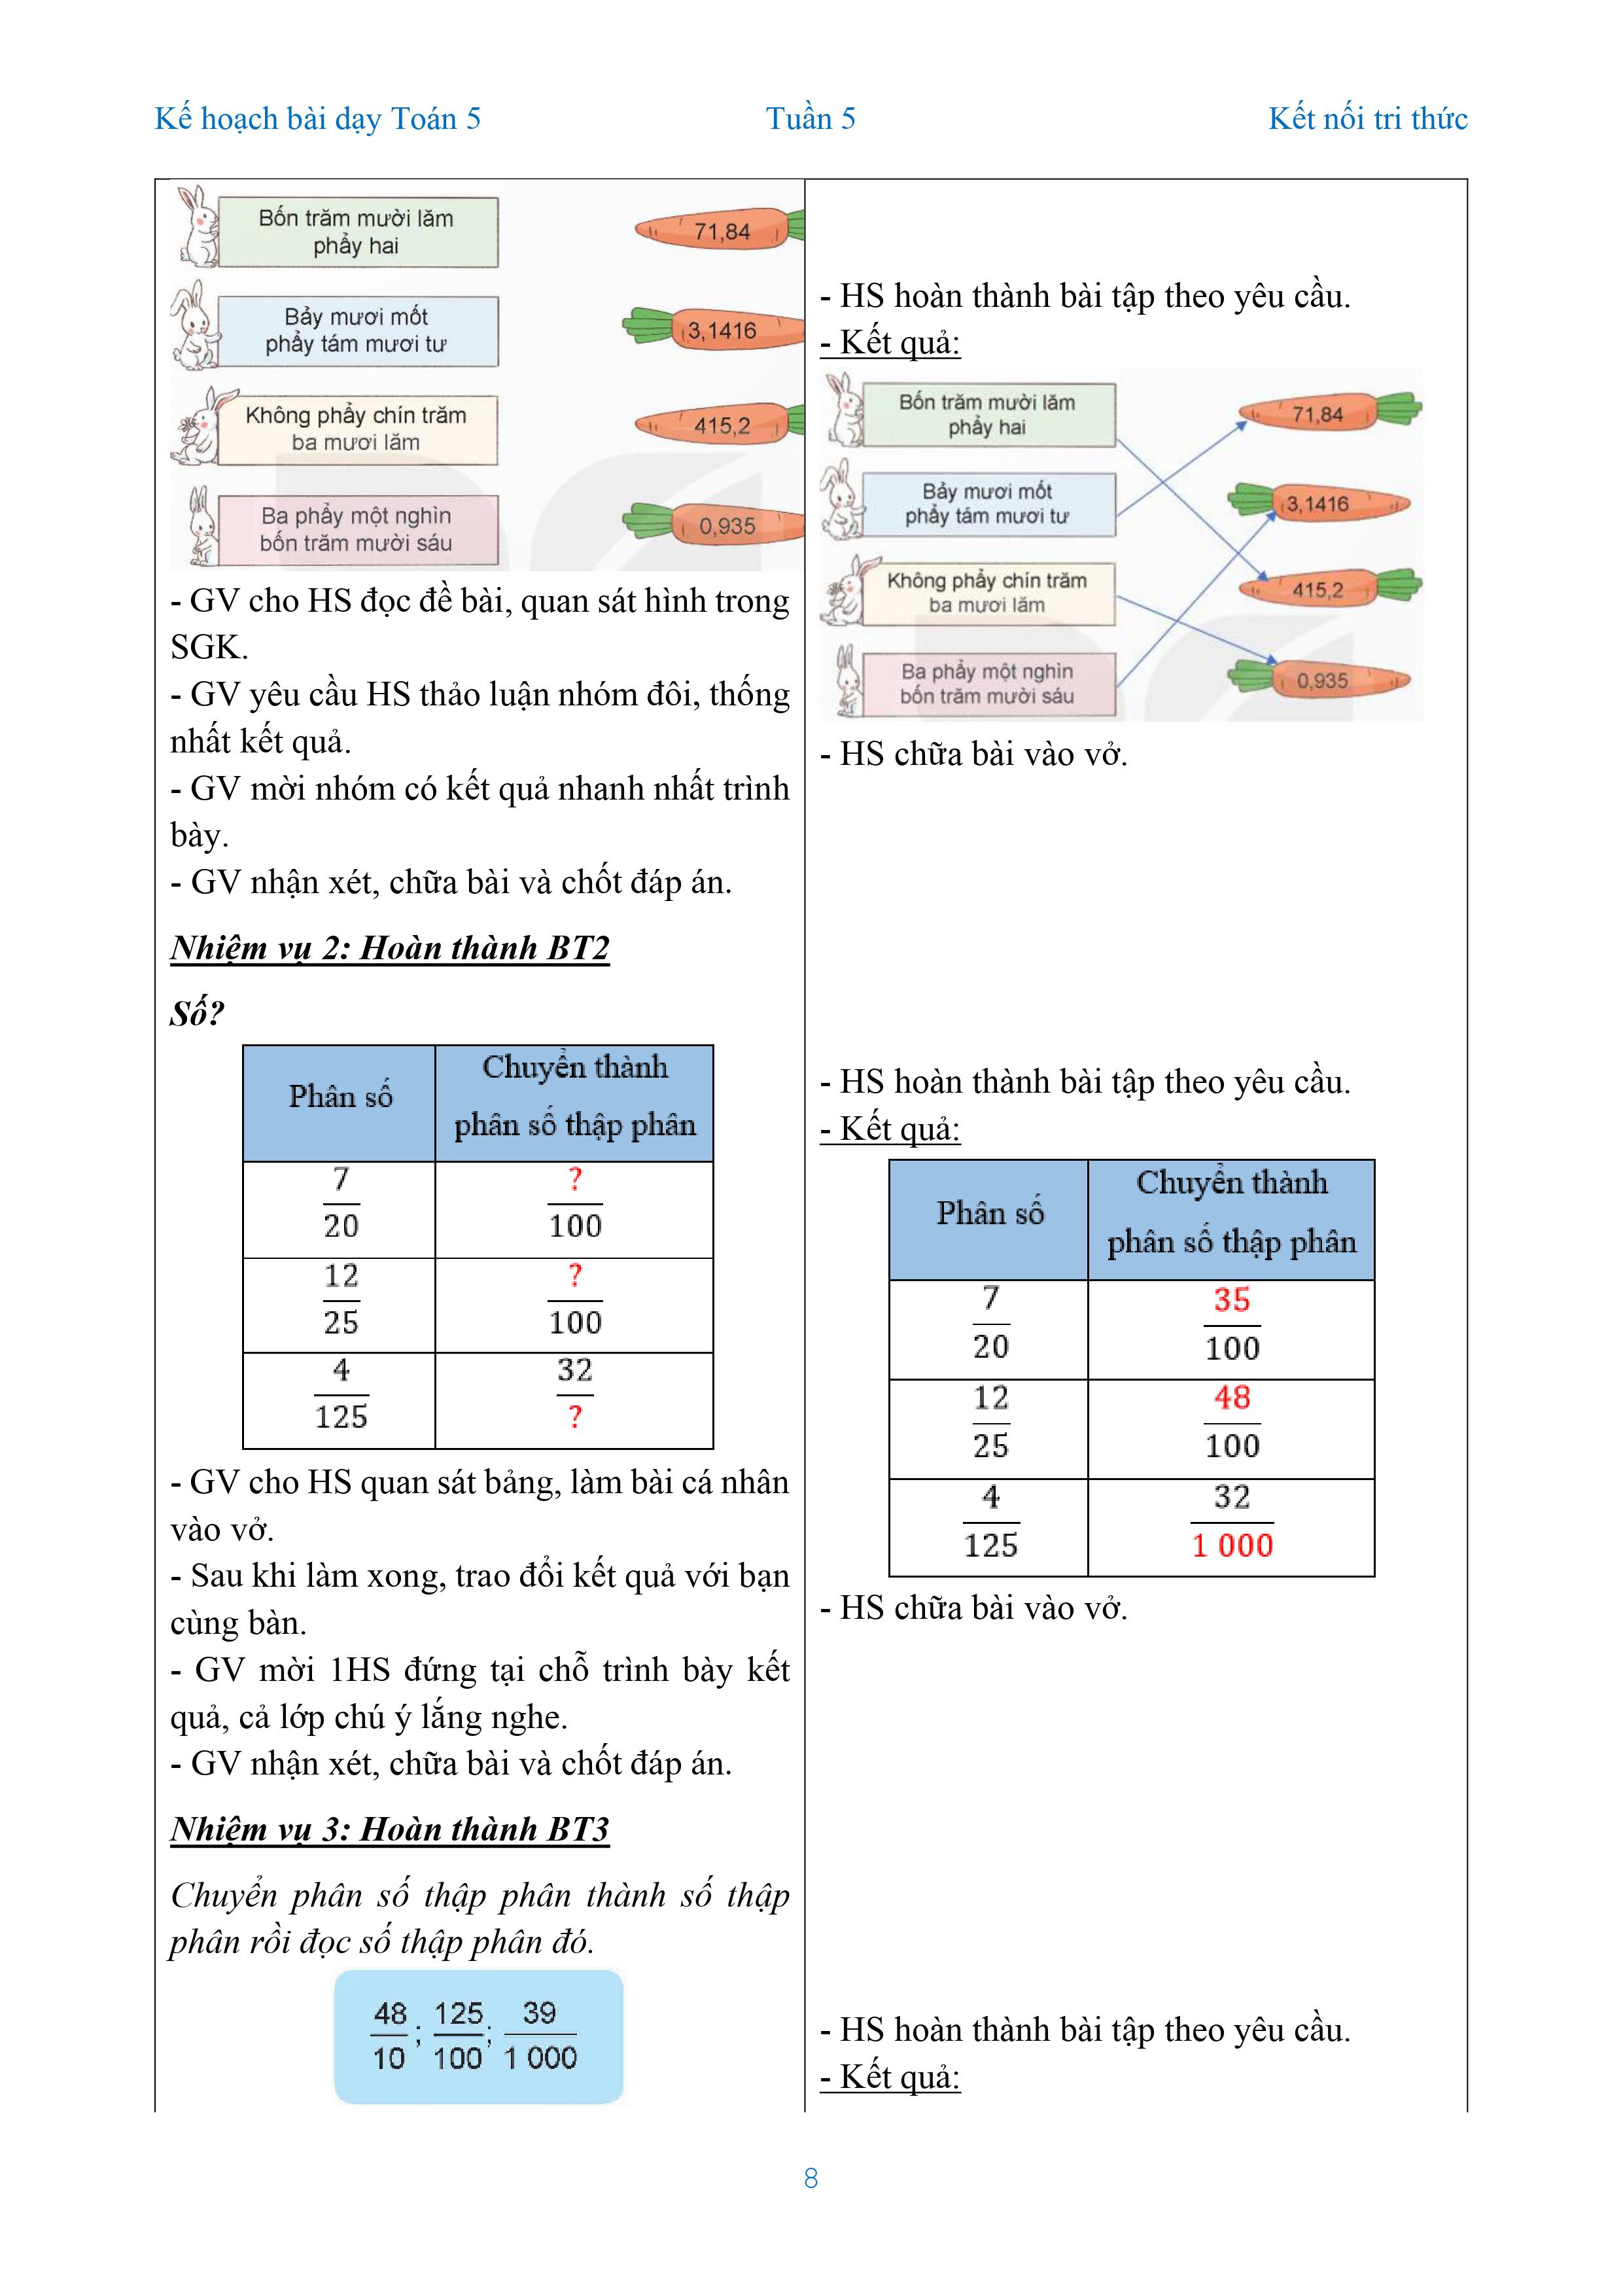 Kế hoạch bài dạy Toán 5 Tuần 5 Kết nối tri thức
Bốn trăm mười lăm
phẩy hai
71,84
Bảy mươi mốt
phẩy tám mươi tư
3,1416
Không phẩy chín trăm
ba mươi lăm
415,2
Ba phẩy một nghìn
bốn trăm mười sáu
0,935
- GV cho HS đọc đề bài, quan sát hình trong
SGK.
- GV yêu cầu HS thảo luận nhóm đôi, thống
nhất kết quả.
- GV mời nhóm có kết quả nhanh nhất trình
bày.
- GV nhận xét, chữa bài và chốt đáp án.
Nhiệm vụ 2: Hoàn thành BT2
Số?
Phân số
Chuyển thành
phân số thập phân
7 ?
20 100
12 ?
25 100
4 32
125 ?
- GV cho HS quan sát bảng, làm bài cá nhân
vào vở.
- Sau khi làm xong, trao đổi kết quả với bạn
cùng bàn.
- GV mời 1HS đứng tại chỗ trình bày kết
quả, cả lớp chú ý lắng nghe.
- GV nhận xét, chữa bài và chốt đáp án.
Nhiệm vụ 3: Hoàn thành BT3
Chuyển phân số thập phân thành số thập
phân rồi đọc số thập phân đó.
48 ; 125 ; 39
10 100 1 000
- HS hoàn thành bài tập theo yêu cầu.
- Kết quả:
Bốn trăm mười lăm
phẩy hai
71,84
Bảy mươi mốt
phẩy tám mươi tư
3,1416
Không phẩy chín trăm
ba mươi lăm
415,2
Ba phẩy một nghìn
bốn trăm mười sáu
0,935
- HS chữa bài vào vở.
- HS hoàn thành bài tập theo yêu cầu.
- Kết quả:
Phân số
Chuyển thành
phân số thập phân
7 35
20 100
12 48
25 100
4 32
125 1 000
- HS chữa bài vào vở.
- HS hoàn thành bài tập theo yêu cầu.
- Kết quả:
8